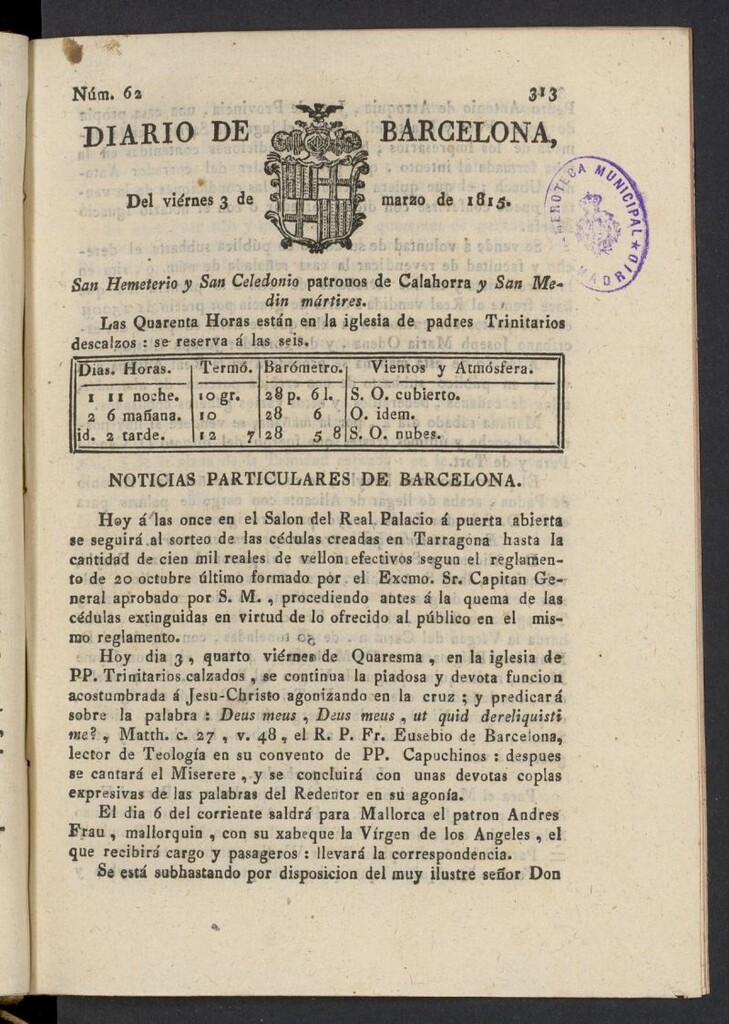 Núm. 62 313
DIARIO DE BARCELONA,
Del viérnes 3 de marzo de 1815.
HEMEROTECA MUNICIPAL
MADRID
San Hemeterio y San Celedonio patronos de Calahorra y San Me-
din mártires.
Las Quarenta Horas están en la iglesia de padres Trinitarios
descalzos : se reserva á las seis.
Dias. Horas. Termó. Barómetro. Vientos y Atmósfera.
1 11 noche. 10 gr. 28 p. 6 l. S. O. cubierto.
2 6 mañana. 10 28 6 O. idem.
id. 2 tarde. 12 7 28 5 8 S. O. nubes.
NOTICIAS PARTICULARES DE BARCELONA.
Hoy á las once en el Salon del Real Palacio á puerta abierta
se seguirá al sorteo de las cédulas creadas en Tarragona hasta la
cantidad de cien mil reales de vellon efectivos segun el reglamen-
to de 20 octubre último formado por el Excmo. Sr. Capitan Ge-
neral aprobado por S. M. , procediendo antes á la quema de las
cédulas extinguidas en virtud de lo ofrecido al público en el mis-
mo reglamento.
Hoy dia 3 , quarto viérnes de Quaresma , en la iglesia de
PP. Trinitarios calzados , se continua la piadosa y devota funcion
acostumbrada á Jesu-Christo agonizando en la cruz ; y predicará
sobre la palabra : Deus meus , Deus meus , ut quid dereliquisti
me? , Matth. c. 27 , v. 48 , el R. P. Fr. Eusebio de Barcelona,
lector de Teología en su convento de PP. Capuchinos : despues
se cantará el Miserere , y se concluirá con unas devotas coplas
expresivas de las palabras del Redentor en su agonía.
El dia 6 del corriente saldrá para Mallorca el patron Andres
Frau , mallorquin , con su xabeque la Vírgen de los Angeles , el
que recibirá cargo y pasageros : llevará la correspondencia.
Se está subhastando por disposicion del muy ilustre señor Don